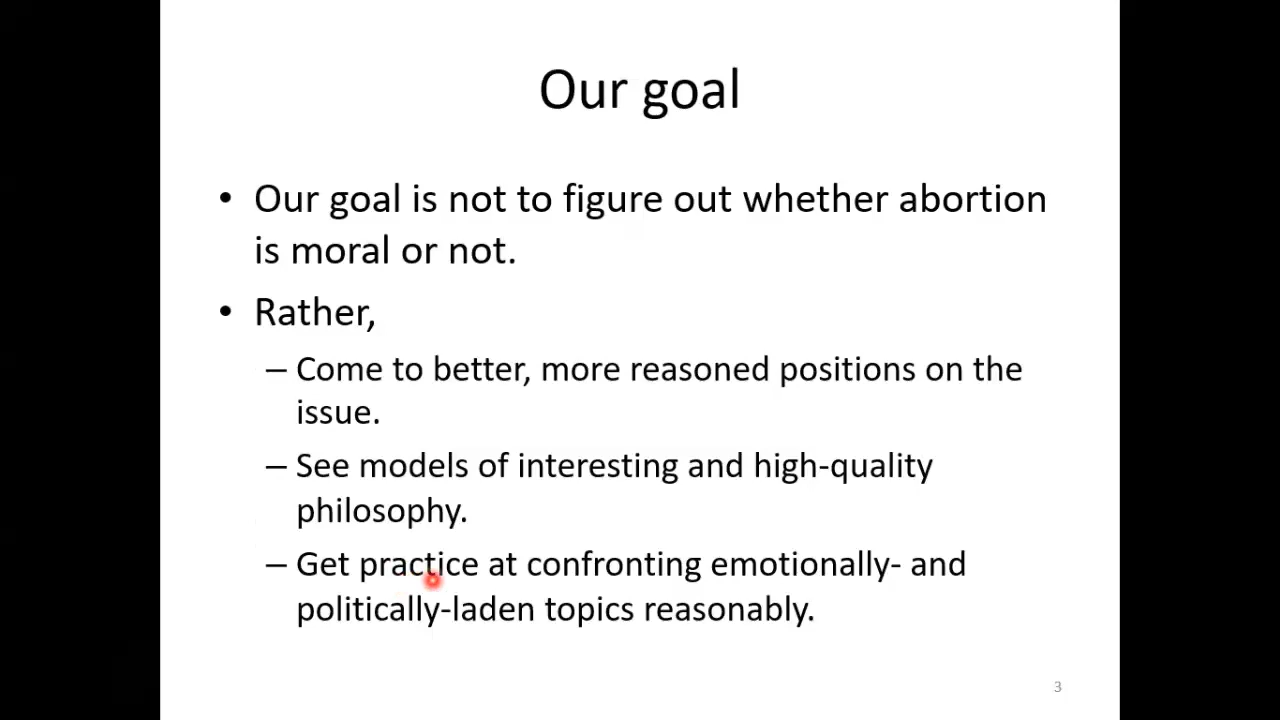 Our goal
• Our goal is not to figure out whether abortion
is moral or not.
• Rather,
– Come to better, more reasoned positions on the
issue.
– See models of interesting and high-quality
philosophy.
– Get practice at confronting emotionally- and
politically-laden topics reasonably.
3